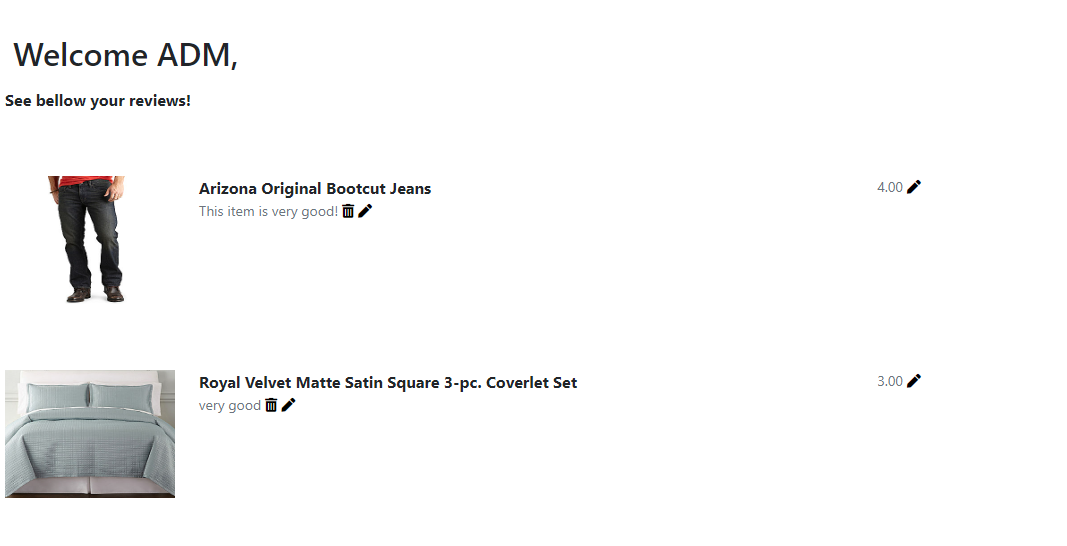 Welcome ADM,
See bellow your reviews!
Arizona Original Bootcut Jeans
4.00
This item is very good!
Royal Velvet Matte Satin Square 3-pc. Coverlet Set
3.00
very good